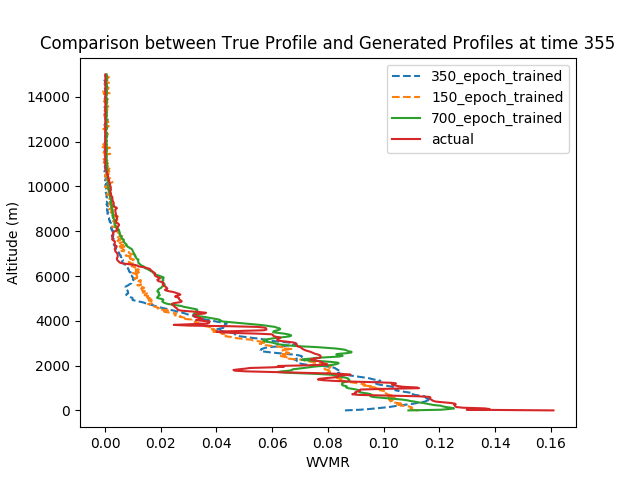 Comparison between True Profile and Generated Profiles at time 355
350_epoch_trained
150_epoch_trained
700_epoch_trained
actual
Altitude (m)
14000
12000
10000
8000
6000
4000
2000
0
0.00 0.02 0.04 0.06 0.08 0.10 0.12 0.14 0.16
WVMR